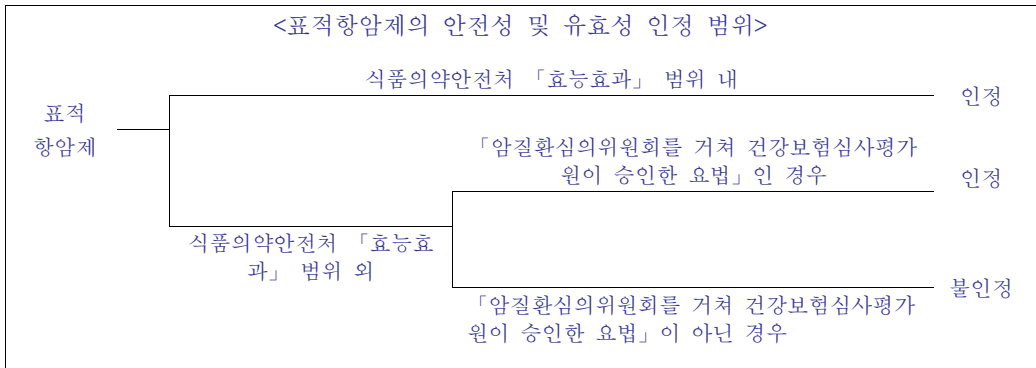 <표적항암제의 안전성 및 유효성 인정 범위>
식품의약안전처 「효능효과」 범위 내
인정
표적
항암제
「암질환심의위원회를 거쳐 건강보험심사평가
원이 승인한 요법」인 경우
인정
식품의약안전처 「효능효
과」 범위 외
불인정
「암질환심의위원회를 거쳐 건강보험심사평가
원이 승인한 요법」이 아닌 경우